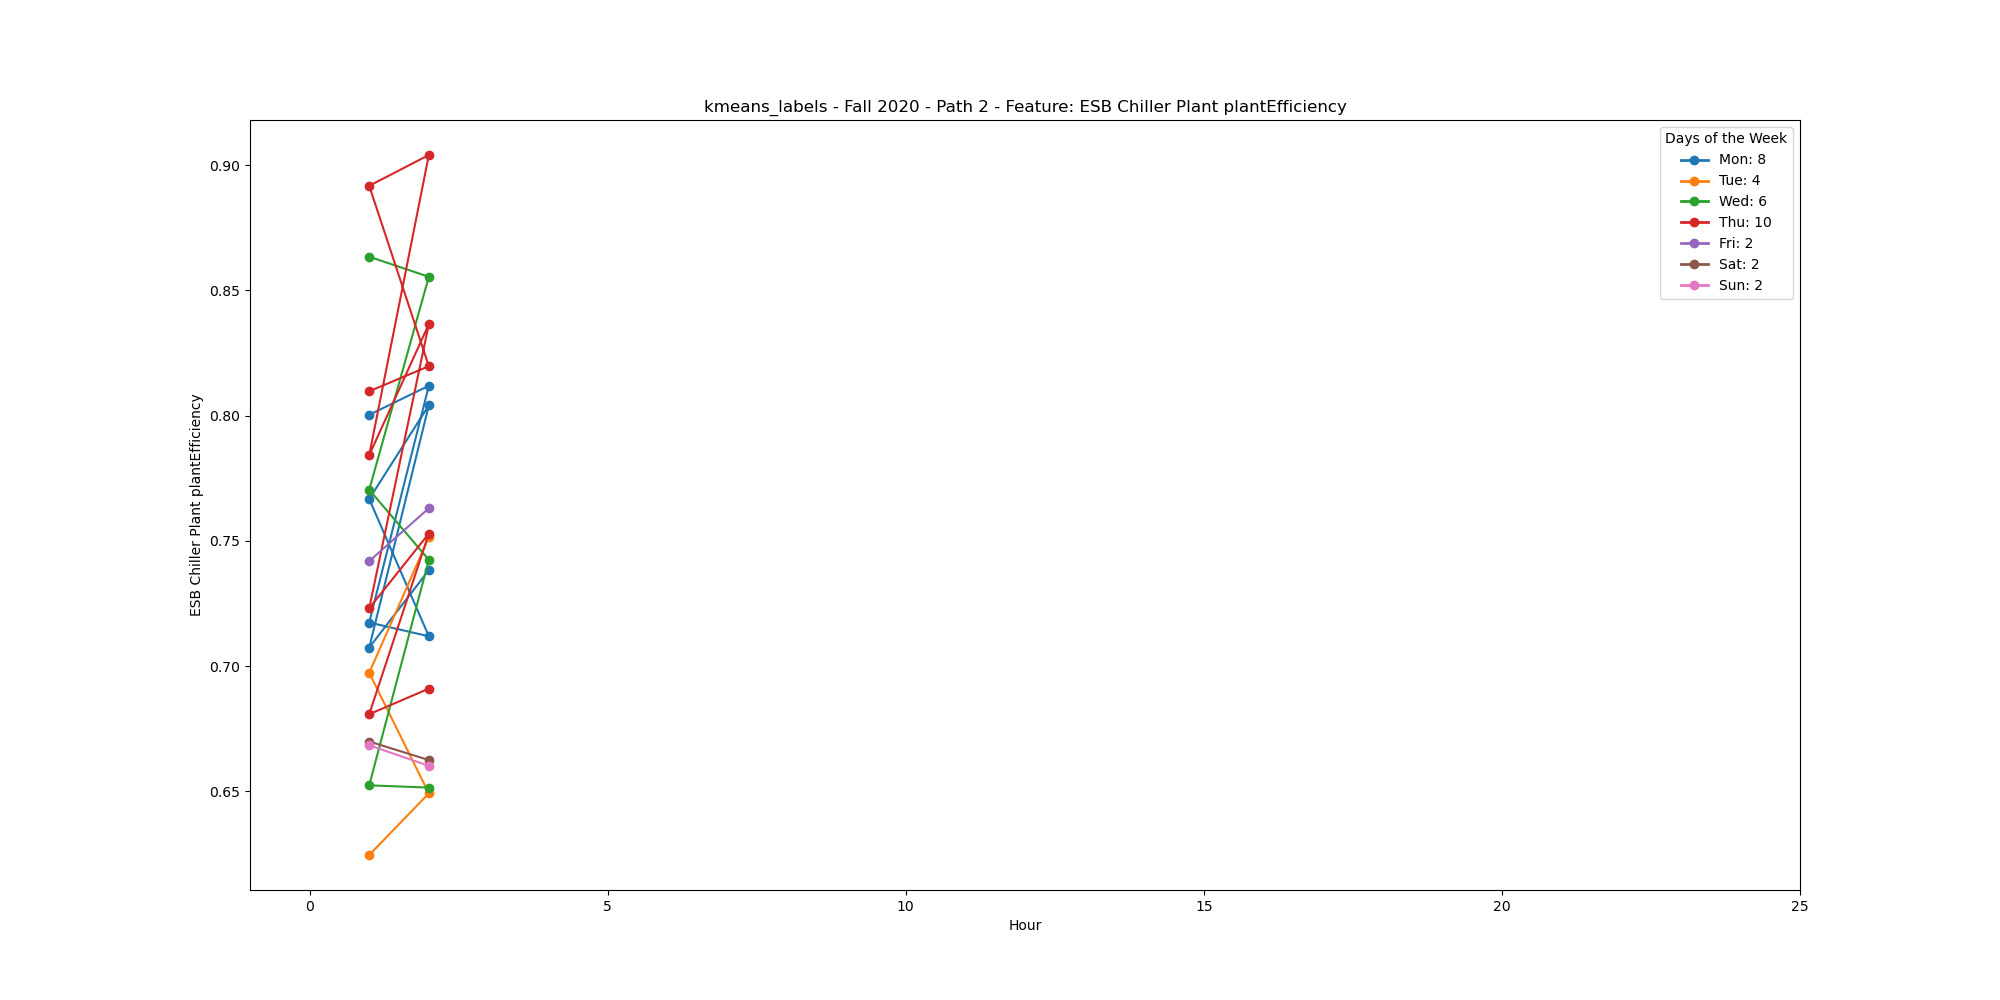 kmeans_labels - Fall 2020 - Path 2 - Feature: ESB Chiller Plant plantEfficiency
Days of the Week
Mon: 8
Tue: 4
Wed: 6
Thu: 10
Fri: 2
Sat: 2
Sun: 2
ESB Chiller Plant plantEfficiency
0.90
0.85
0.80
0.75
0.70
0.65
0 5 10 15 20 25
Hour